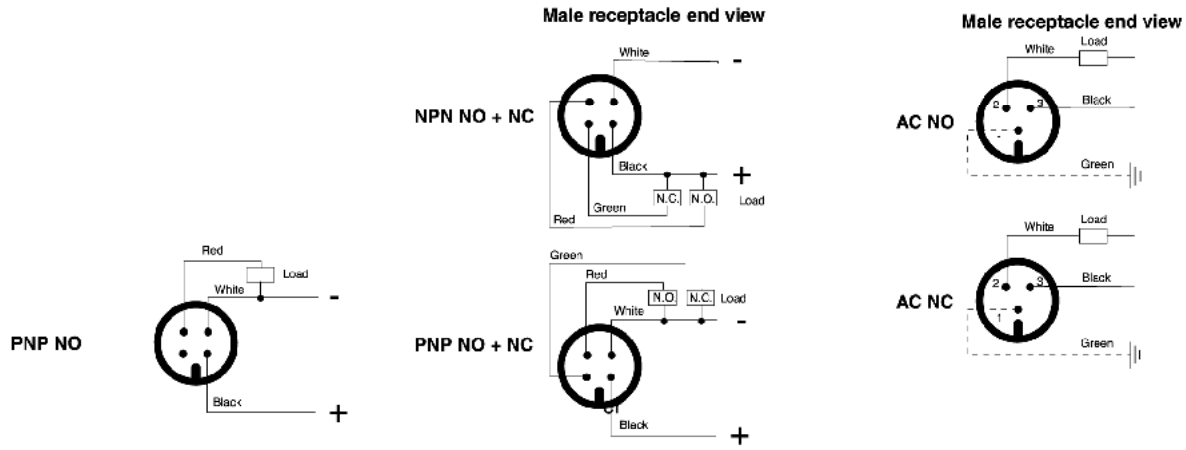 Male receptacle end view
White
-
NPN NO + NC
Black
+
N.C.
N.O.
Load
Green
Red
Male receptacle end view
Load
White
2
3
Black
AC NO
Green
Red
Load
White
-
PNP NO
Black
+
Green
Red
N.O.
N.C.
Load
White
-
PNP NO + NC
Black
+
Load
White
2
3
Black
AC NC
1
Green